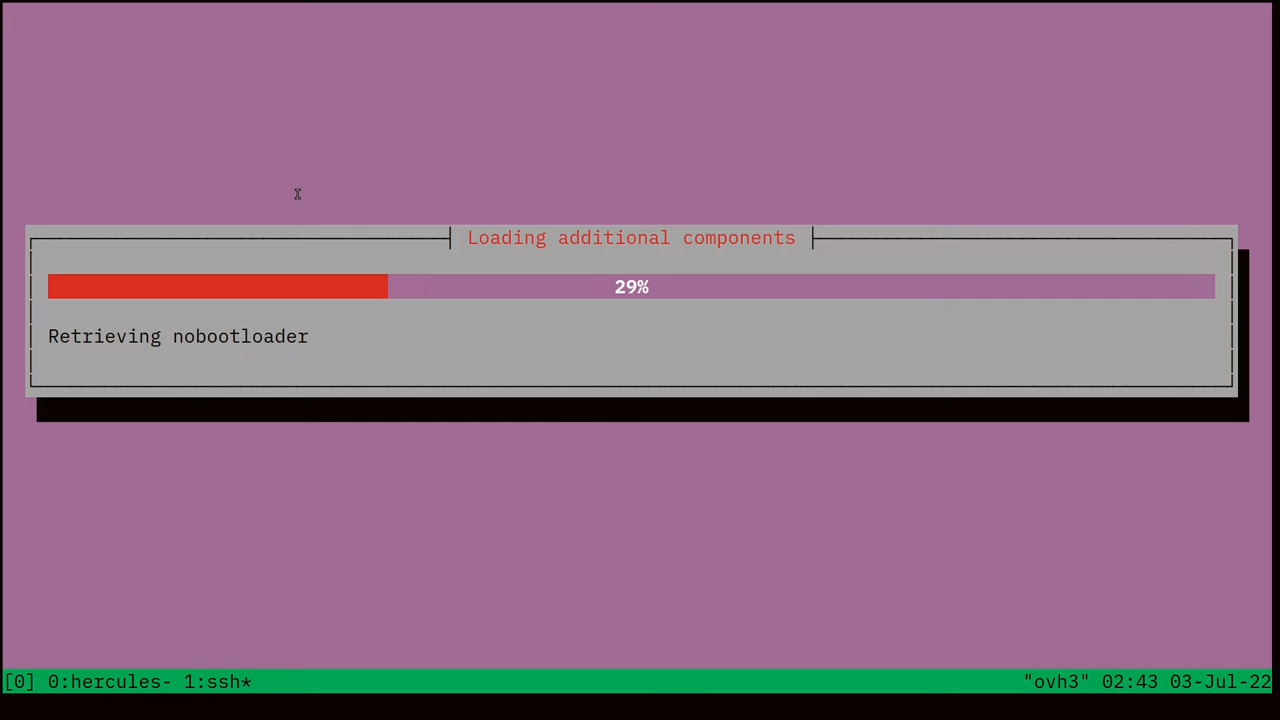 Loading additional components
29%
Retrieving nobootloader
[0] 0:hercules- 1:ssh* "ovh3" 02:43 03-Jul-22